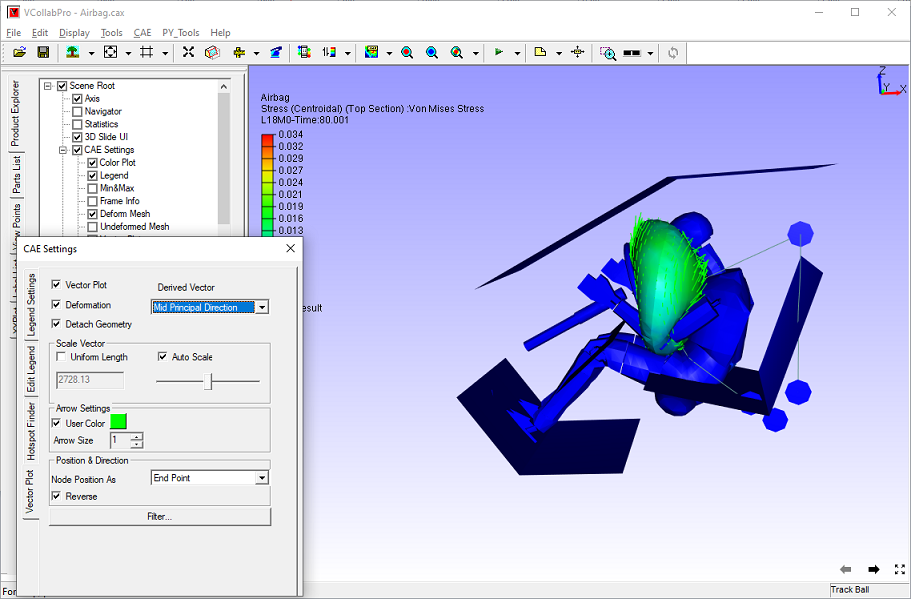 VCollabPro - Airbag.cax
File Edit Display Tools CAE PY_Tools Help
Product Explorer
Parts List
View Points
Scene Root
Axis
Navigator
Statistics
3D Slide UI
CAE Settings
Color Plot
Legend
Min&Max
Frame Info
Deform Mesh
Undeformed Mesh
Airbag
Stress (Centroidal) (Top Section) :Von Mises Stress
L18M0-Time:80.001
0.034
0.032
0.029
0.027
0.024
0.021
0.019
0.016
0.013
esult
Z
Y
X
CAE Settings
Legend Settings
Edit Legend
Hotspot Finder
Vector Plot
Vector Plot
Derived Vector
Deformation
Mid Principal Direction
Detach Geometry
Scale Vector
Uniform Length
Auto Scale
2728.13
Arrow Settings
User Color
Arrow Size 1
Position & Direction
Node Position As End Point
Reverse
Filter...
For
Track Ball